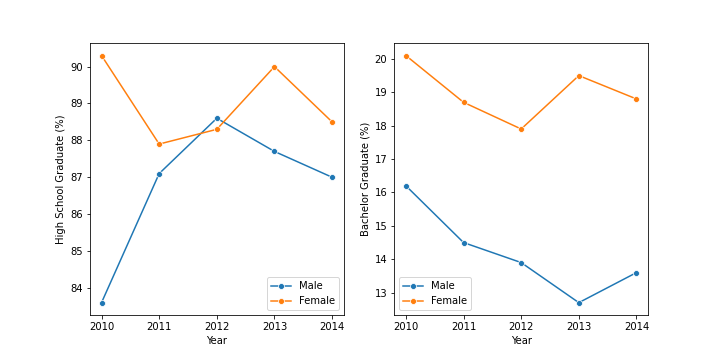 High School Graduate (%)
90
89
88
87
86
85
84
2010 2011 2012 2013 2014
Year
Male
Female
Bachelor Graduate (%)
20
19
18
17
16
15
14
13
2010 2011 2012 2013 2014
Year
Male
Female